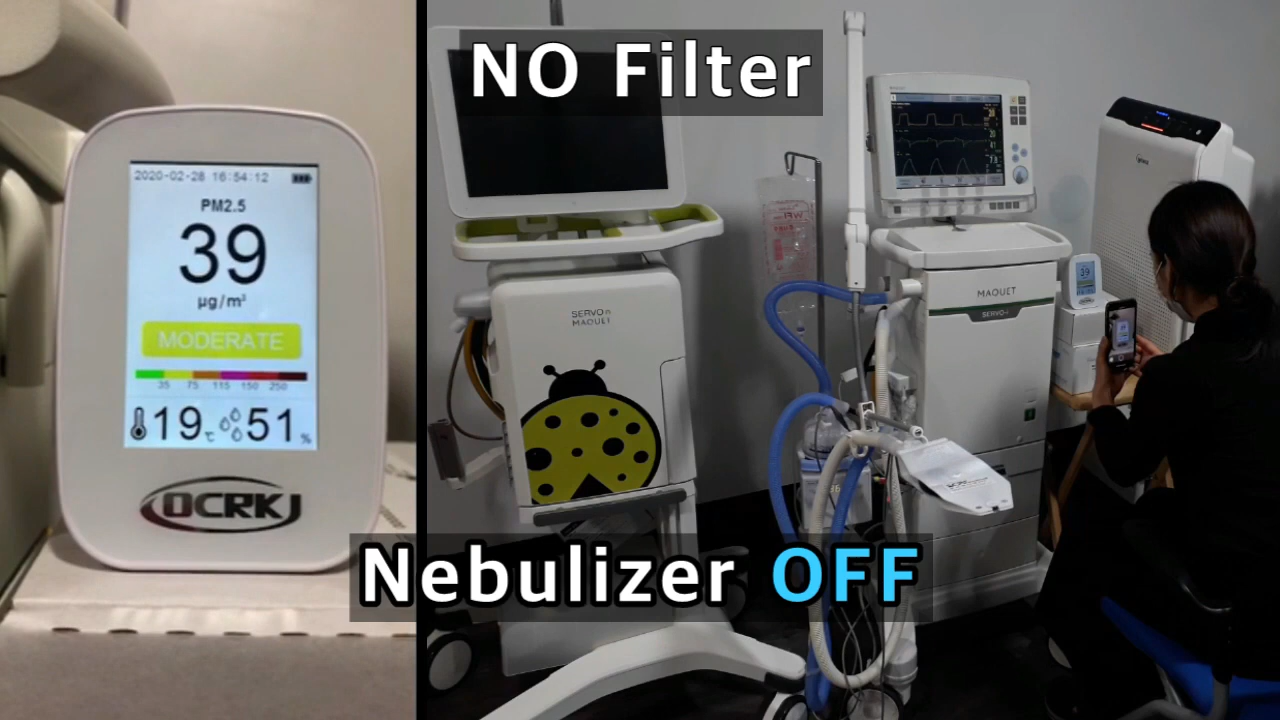 NO Filter
2020-02-28 16:54:12
PM2.5
39
µg/m³
MODERATE
35 75 115 150 250
19℃ 51%
OCRKJ
SERVO-n
MAQUET
MAQUET
SERVO-i
39
Nebulizer OFF